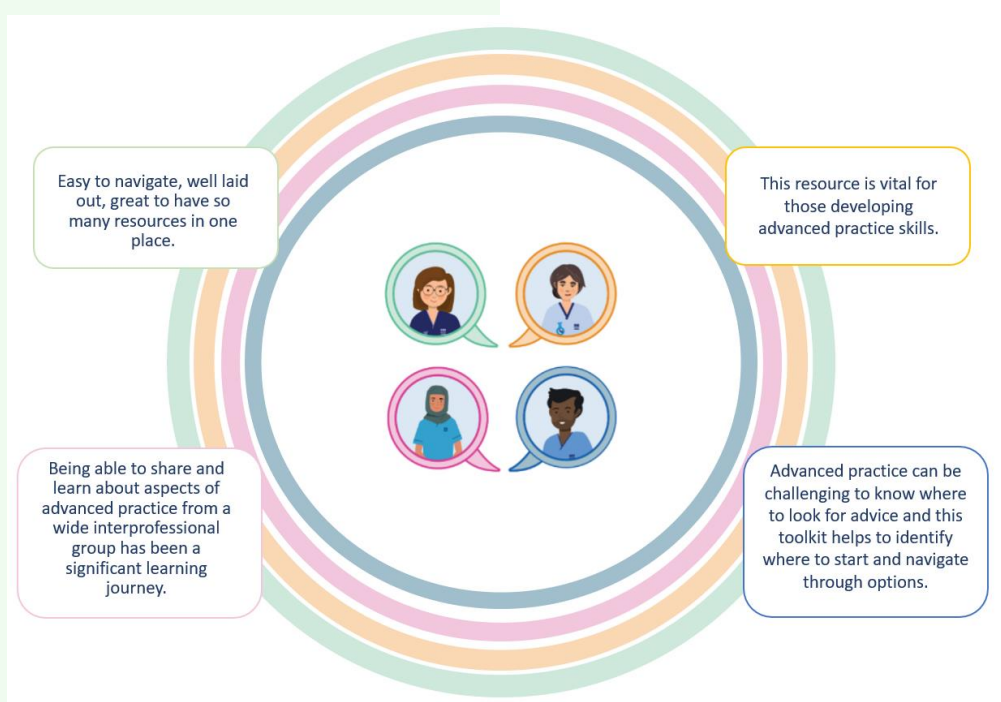 Easy to navigate, well laid
out, great to have so
many resources in one
place.
This resource is vital for
those developing
advanced practice skills.
Being able to share and
learn about aspects of
advanced practice from a
wide interprofessional
group has been a
significant learning
journey.
Advanced practice can be
challenging to know where
to look for advice and this
toolkit helps to identify
where to start and navigate
through options.